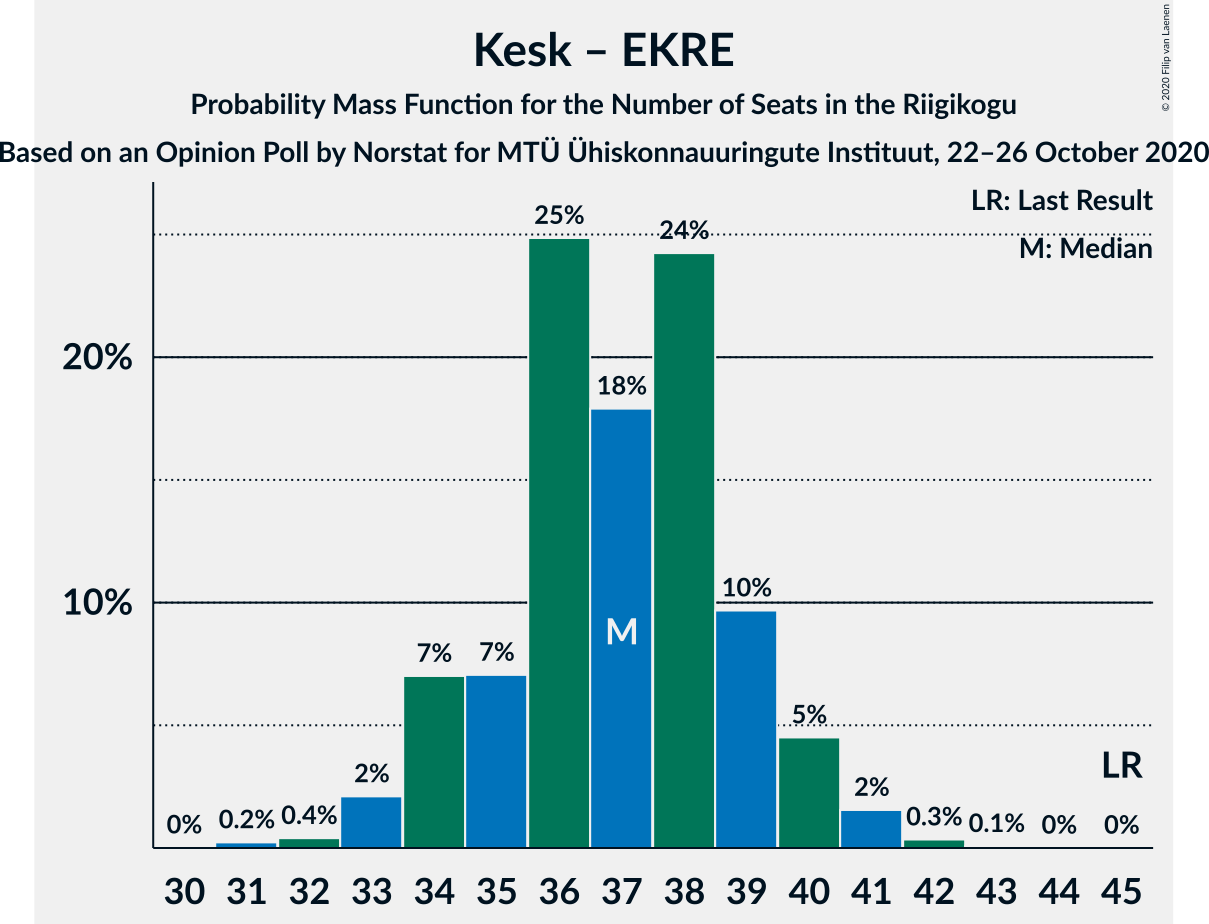 Kesk – EKRE
Probability Mass Function for the Number of Seats in the Riigikogu
Based on an Opinion Poll by Norstat for MTÜ Ühiskonnauuringute Instituut, 22–26 October 2020
© 2020 Filip van Laenen
LR: Last Result
M: Median
25%
24%
20%
18%
10%
10%
M
7%
7%
5%
LR
2%
2%
0%
0.2%
0.4%
0.3%
0.1%
0%
0%
30 31 32 33 34 35 36 37 38 39 40 41 42 43 44 45